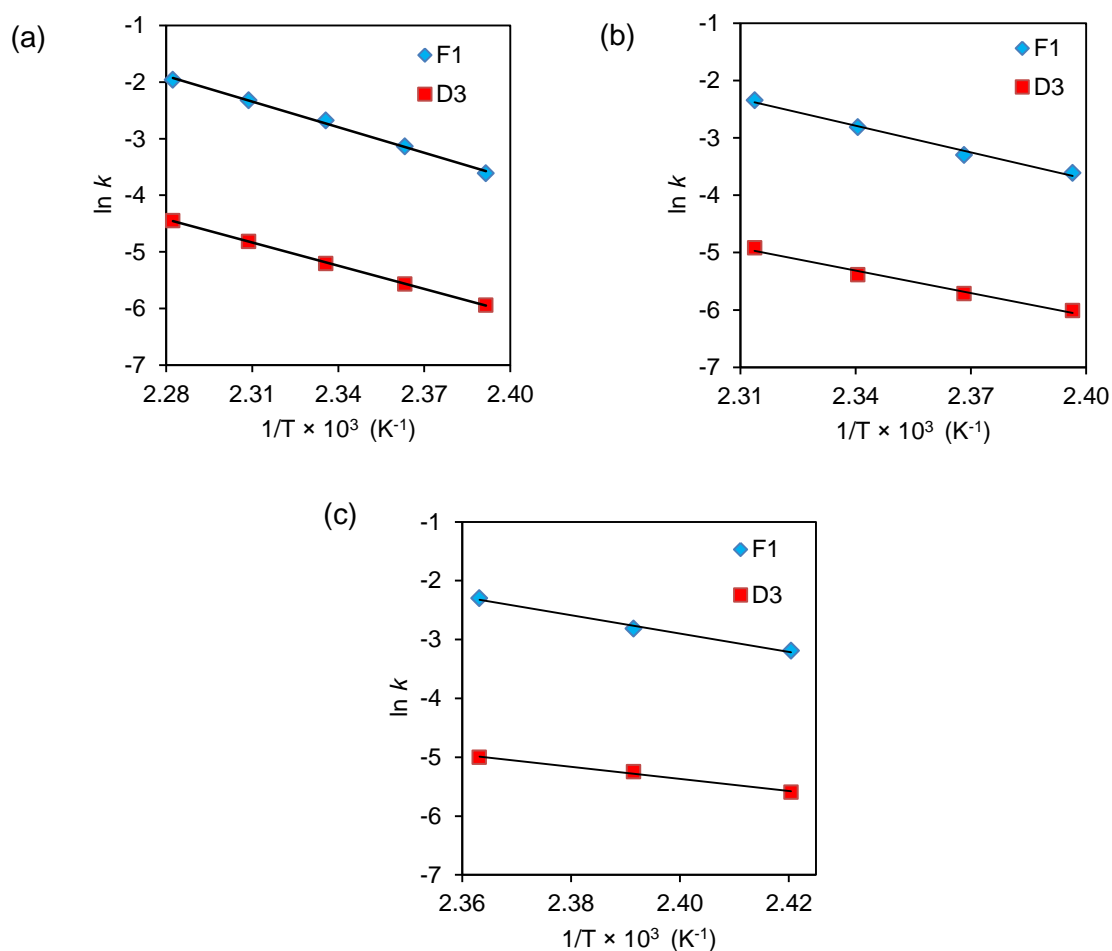 (a)
-1
-2
-3
-4
-5
-6
-7
ln k
F1
D3
2.28 2.31 2.34 2.37 2.40
1/T × 10³ (K⁻¹)
(b)
-1
-2
-3
-4
-5
-6
-7
ln k
F1
D3
2.31 2.34 2.37 2.40
1/T × 10³ (K⁻¹)
(c)
-1
-2
-3
-4
-5
-6
-7
ln k
F1
D3
2.36 2.38 2.40 2.42
1/T × 10³ (K⁻¹)